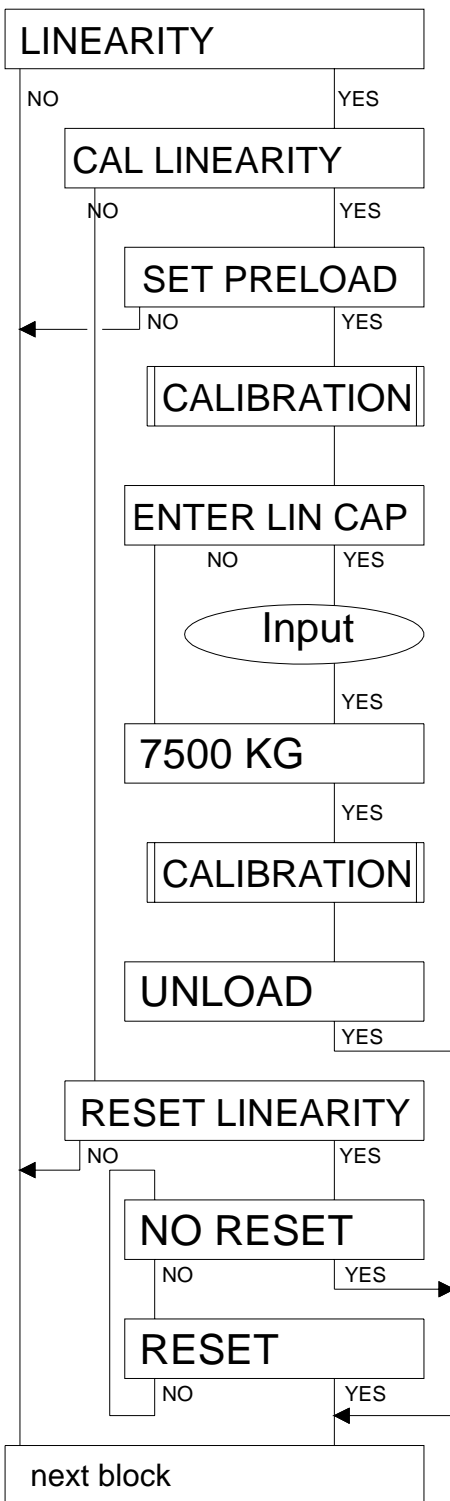 LINEARITY
NO YES
CAL LINEARITY
NO YES
SET PRELOAD
NO YES
CALIBRATION
ENTER LIN CAP
NO YES
Input
YES
7500 KG
YES
CALIBRATION
UNLOAD
YES
RESET LINEARITY
NO YES
NO RESET
NO YES
RESET
NO YES
next block